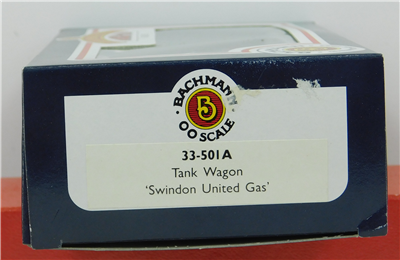 BACHMANN
B
OO SCALE
33-501A
Tank Wagon
'Swindon United Gas'